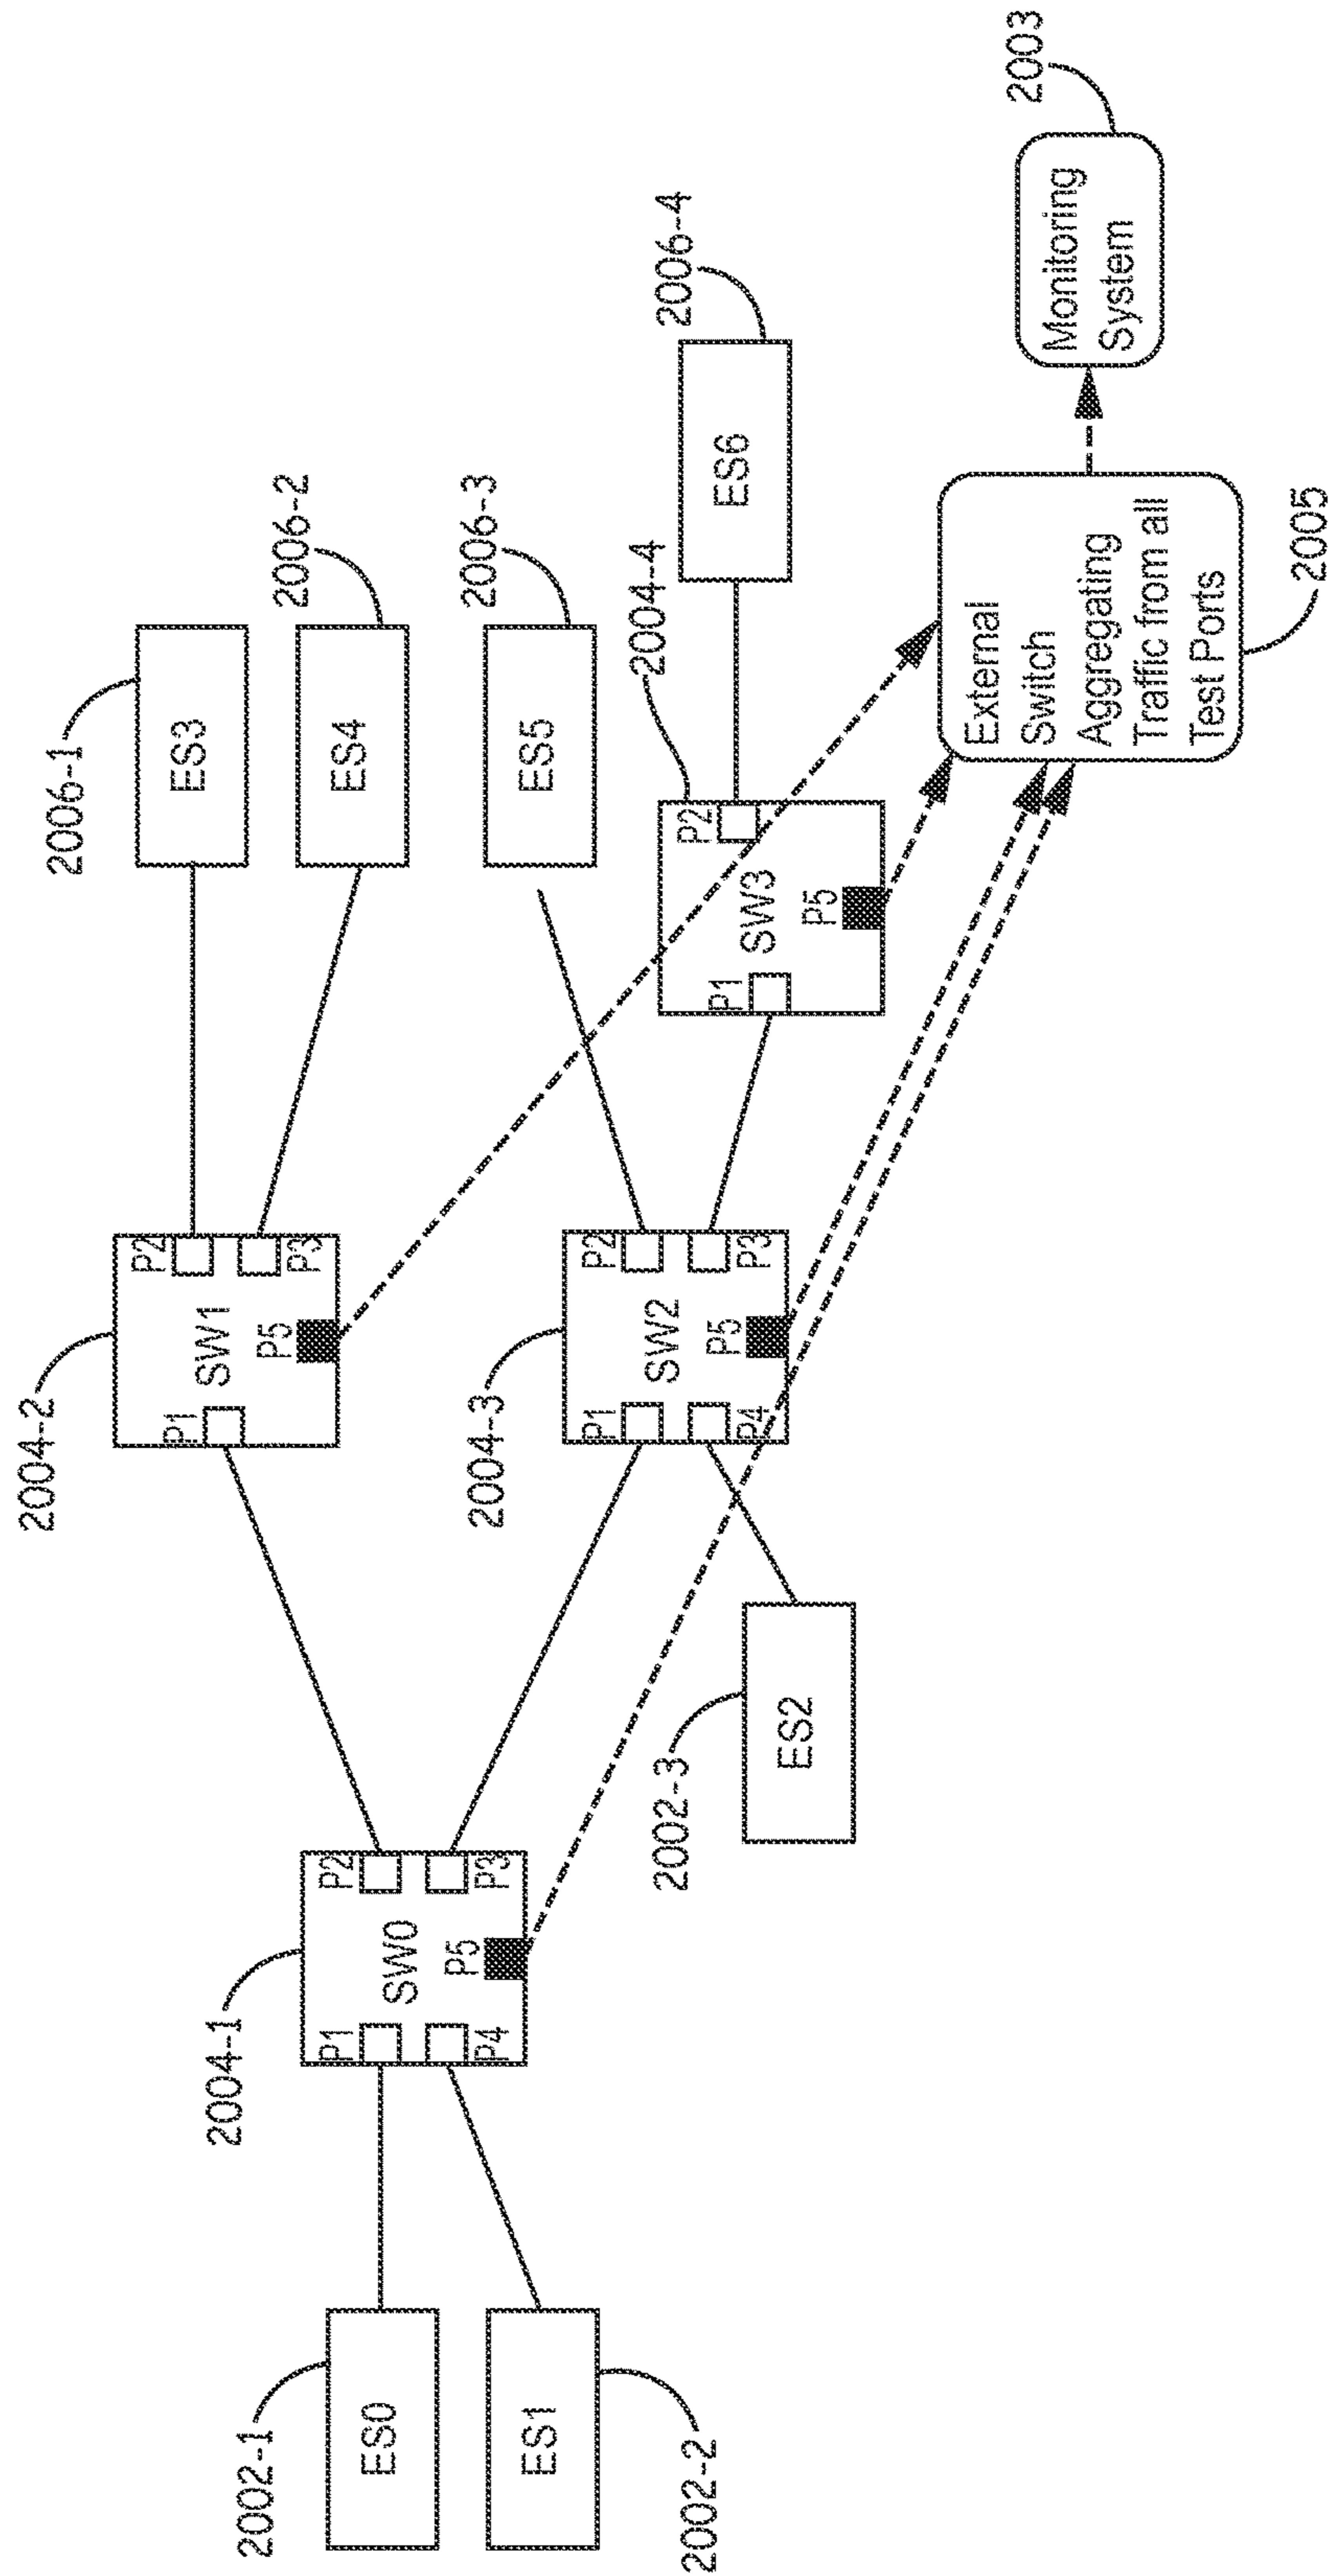 2002-1
ES0
ES1
2002-2
2004-1
P1
P2
SW0
P5
P4
P3
2002-3
ES2
2004-2
P1
P2
SW1
P5
P3
2004-3
P1
P2
SW2
P5
P4
P3
2006-1
ES3
2006-2
ES4
2006-3
ES5
2004-4
P1
P2
SW3
P5
2006-4
ES6
External
Switch
Aggregating
Traffic from all
Test Ports
2005
Monitoring
System
2003